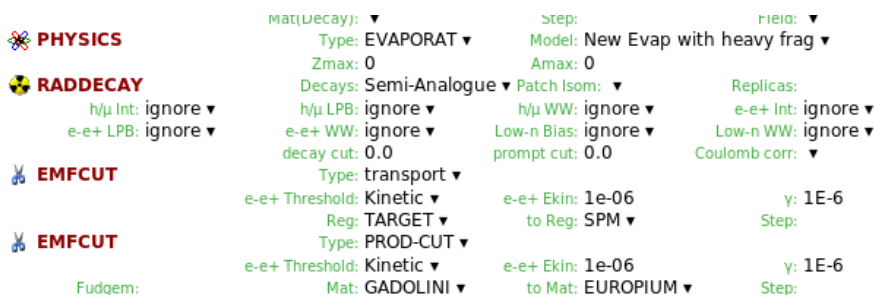 Mat(Decay): ▼ Step: Field: ▼
PHYSICS Type: EVAPORAT ▼ Model: New Evap with heavy frag ▼
Zmax: 0 Amax: 0
RADDECAY Decays: Semi-Analogue ▼ Patch Isom: ▼ Replicas:
h/μ Int: ignore ▼ h/μ LPB: ignore ▼ h/μ WW: ignore ▼ e-e+ Int: ignore ▼
e-e+ LPB: ignore ▼ e-e+ WW: ignore ▼ Low-n Bias: ignore ▼ Low-n WW: ignore ▼
decay cut: 0.0 prompt cut: 0.0 Coulomb corr: ▼
EMFCUT Type: transport ▼
e-e+ Threshold: Kinetic ▼ e-e+ Ekin: 1e-06 γ: 1E-6
Reg: TARGET ▼ to Reg: SPM ▼ Step:
EMFCUT Type: PROD-CUT ▼
e-e+ Threshold: Kinetic ▼ e-e+ Ekin: 1e-06 γ: 1E-6
Fudgem: Mat: GADOLINI ▼ to Mat: EUROPIUM ▼ Step: